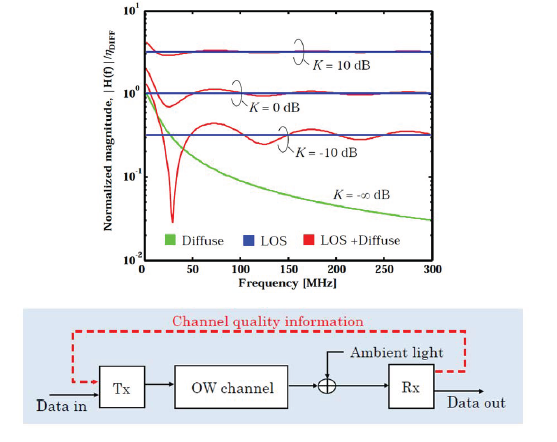 10¹
10⁰
10⁻¹
10⁻²
Normalized magnitude, |H(f)|/η_DIFF
K = 10 dB
K = 0 dB
K = -10 dB
K = -∞ dB
Diffuse LOS LOS +Diffuse
0 50 100 150 200 250 300
Frequency [MHz]
Channel quality information
Ambient light
Tx OW channel Rx
Data in Data out